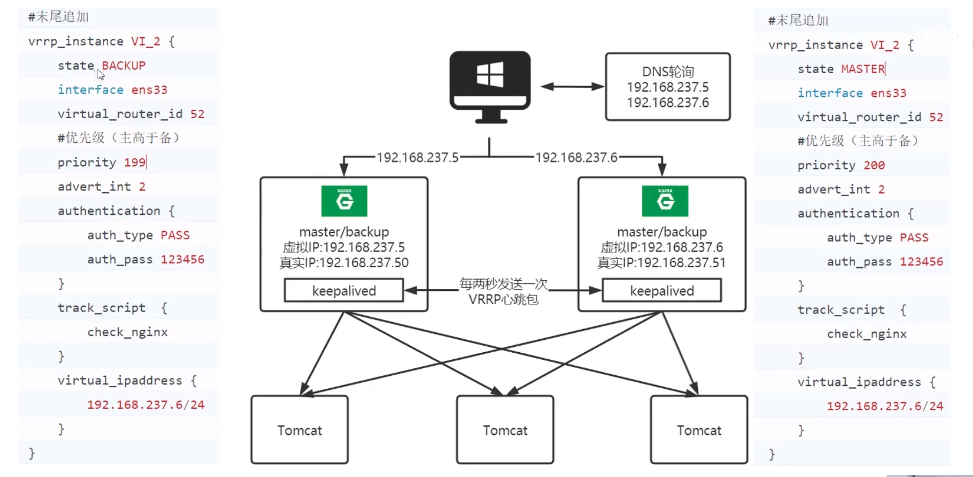 #末尾追加
vrrp_instance VI_2 {
state BACKUP
interface ens33
virtual_router_id 52
#优先级（主高于备）
priority 199
advert_int 2
authentication {
auth_type PASS
auth_pass 123456
}
track_script {
check_nginx
}
virtual_ipaddress {
192.168.237.6/24
}
}
DNS轮询
192.168.237.5
192.168.237.6
192.168.237.5
192.168.237.6
NGINX
G
master/backup
虚拟IP:192.168.237.5
真实IP:192.168.237.50
keepalived
每两秒发送一次
VRRP心跳包
NGINX
G
master/backup
虚拟IP:192.168.237.6
真实IP:192.168.237.51
keepalived
Tomcat
Tomcat
Tomcat
#末尾追加
vrrp_instance VI_2 {
state MASTER
interface ens33
virtual_router_id 52
#优先级（主高于备）
priority 200
advert_int 2
authentication {
auth_type PASS
auth_pass 123456
}
track_script {
check_nginx
}
virtual_ipaddress {
192.168.237.6/24
}
}